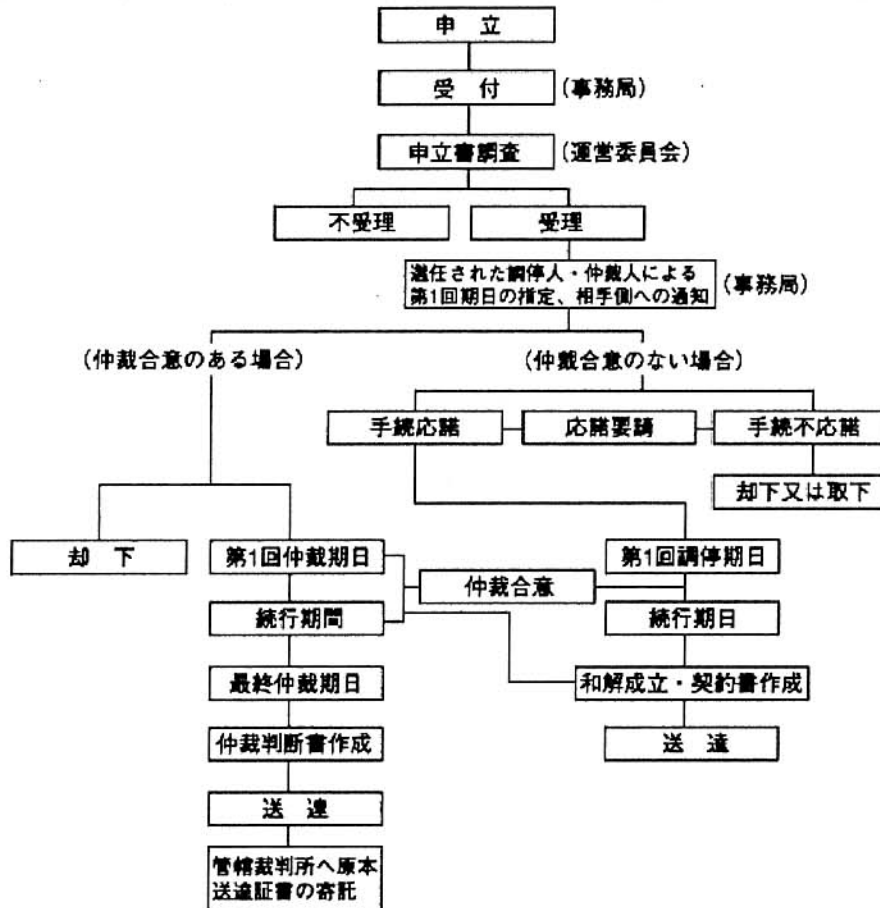 申立
受付
(事務局)
申立書調査
(運営委員会)
不受理
受理
選任された調停人・仲裁人による
第1回期日の指定、相手側への通知
(事務局)
(仲裁合意のある場合)
(仲裁合意のない場合)
手続応諾
応諾要請
手続不応諾
却下又は取下
却下
第1回仲裁期日
第1回調停期日
仲裁合意
続行期間
続行期日
最終仲裁期日
和解成立・契約書作成
仲裁判断書作成
送達
送達
管轄裁判所へ原本
送達証書の寄託